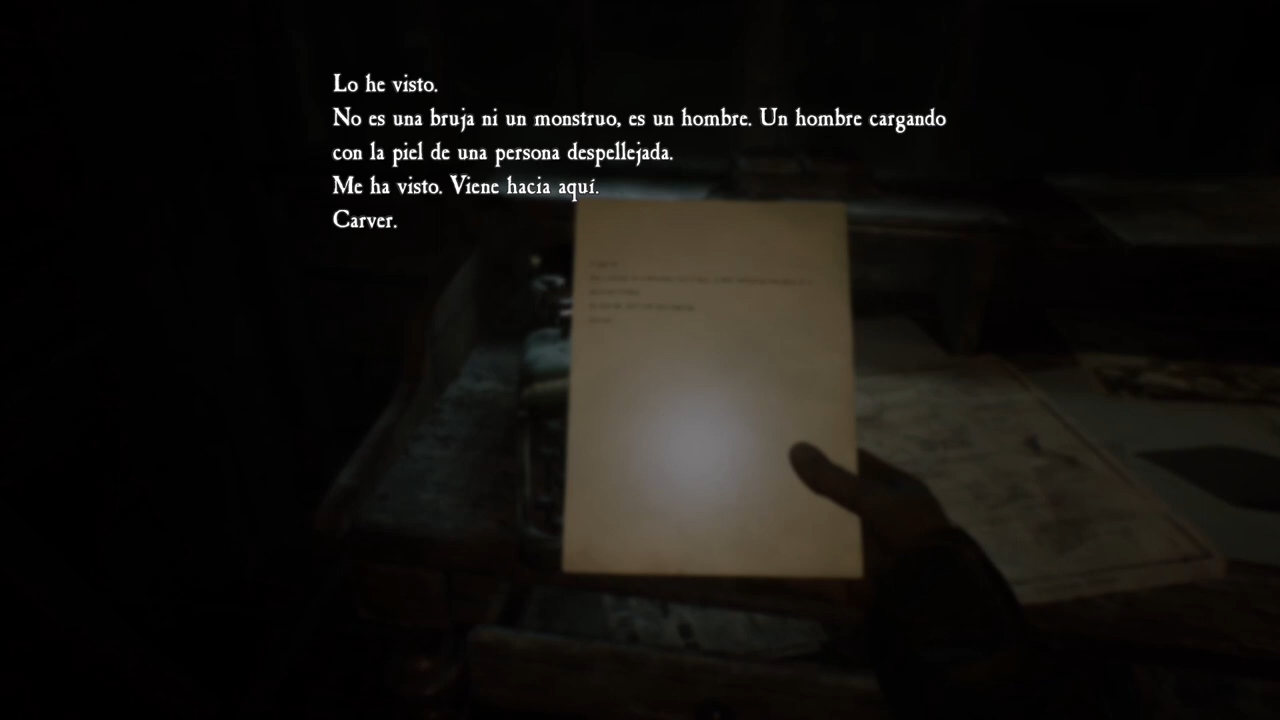 Lo he visto.
No es una bruja ni un monstruo, es un hombre. Un hombre cargando
con la piel de una persona despellejada.
Me ha visto. Viene hacia aquí.
Carver.